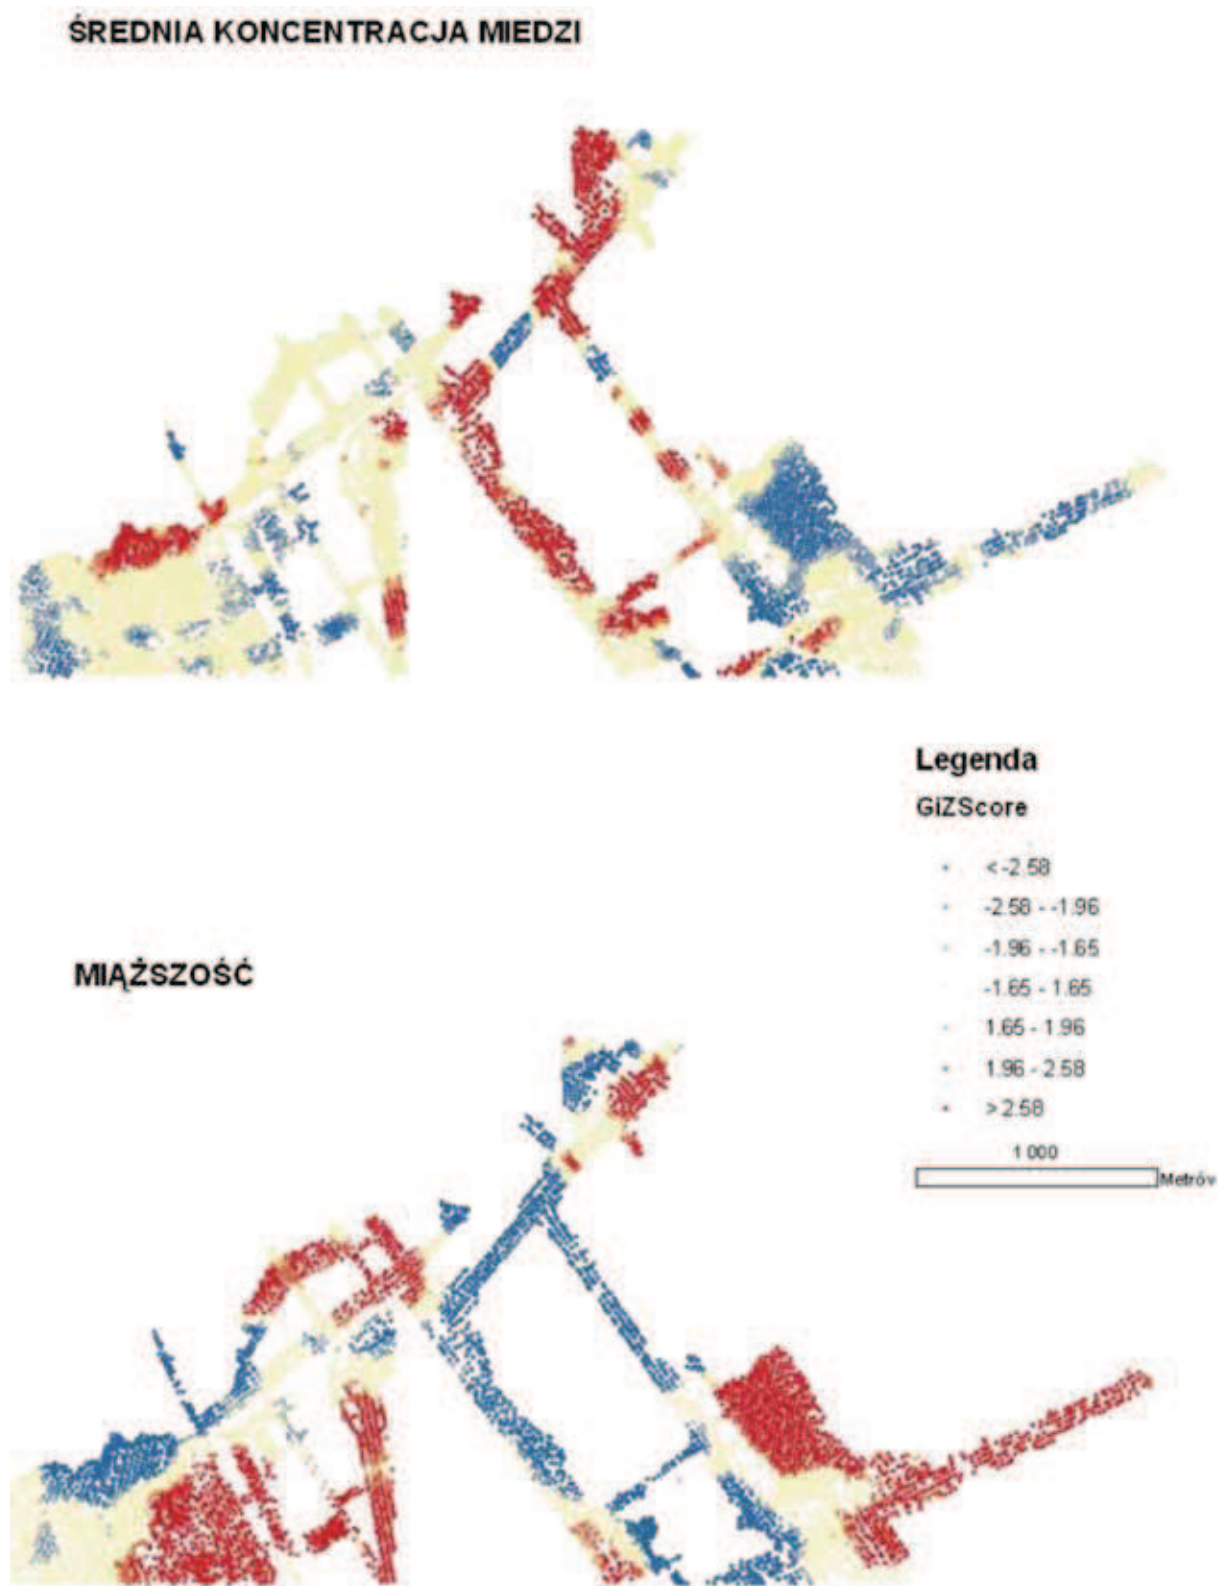 ŚREDNIA KONCENTRACJA MIEDZI
Legenda
GiZScore
< -2.58
-2.58 - -1.96
-1.96 - -1.65
-1.65 - 1.65
1.65 - 1.96
1.96 - 2.58
> 2.58
1 000
Metrów
MIĄŻSZOŚĆ